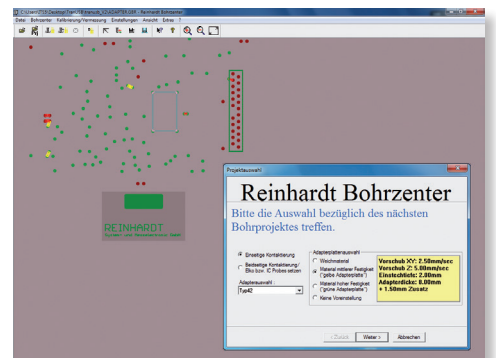 Reinhardt Bohrzenter
Datei Bohrzenter Kalibrierung/Vermessung Einstellungen Ansicht Extras ?
REINHARDT
Projektauswahl
Reinhardt Bohrzenter
Bitte die Auswahl bezüglich des nächsten
Bohrprojektes treffen.
Einseitige Kontaktierung
Beidseitige Kontaktierung/
Elko bzw. IC Probes setzen
Adapterauswahl :
Typ42
Adapterplattenauswahl
Weichmaterial
Material mittlerer Festigkeit
("gelbe Adapterplatte")
Material hoher Festigkeit
("grüne Adapterplatte")
Keine Voreinstellung
Vorschub XY: 2.50mm/sec
Vorschub Z: 5.00mm/sec
Einstechtiefe: 2.00mm
Adapterdicke: 8.00mm
+ 1.50mm Zusatz
< Zurück
Weiter >
Abbrechen